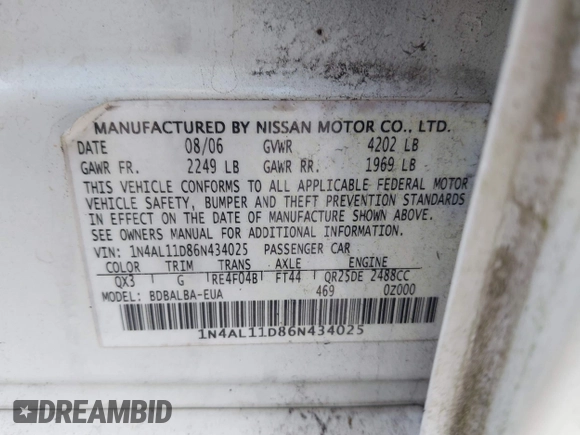 MANUFACTURED BY NISSAN MOTOR CO., LTD.
DATE 08/06 GVWR 4202 LB
GAWR FR. 2249 LB GAWR RR. 1969 LB
THIS VEHICLE CONFORMS TO ALL APPLICABLE FEDERAL MOTOR
VEHICLE SAFETY, BUMPER AND THEFT PREVENTION STANDARDS
IN EFFECT ON THE DATE OF MANUFACTURE SHOWN ABOVE.
SEE OWNERS MANUAL FOR ADDITIONAL INFORMATION.
VIN: 1N4AL11D86N434025 PASSENGER CAR
COLOR TRIM TRANS AXLE ENGINE
QX3 G RE4F04B FT44 QR25DE 2488CC
MODEL: BDBALBA-EUA 469 0Z000
1N4AL11D86N434025
DREAMBID